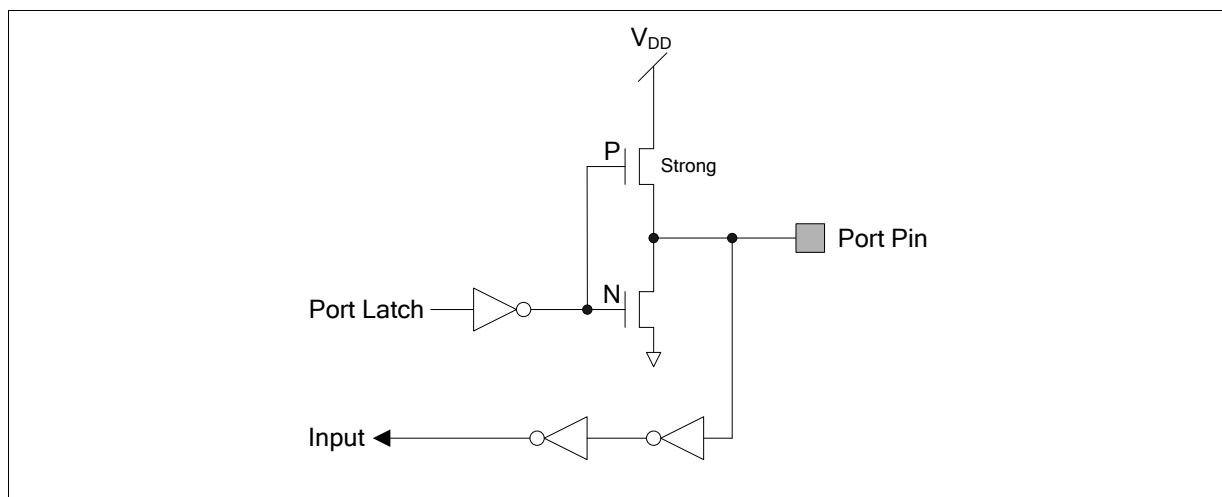 VDD
P
Strong
Port Pin
N
Port Latch
Input